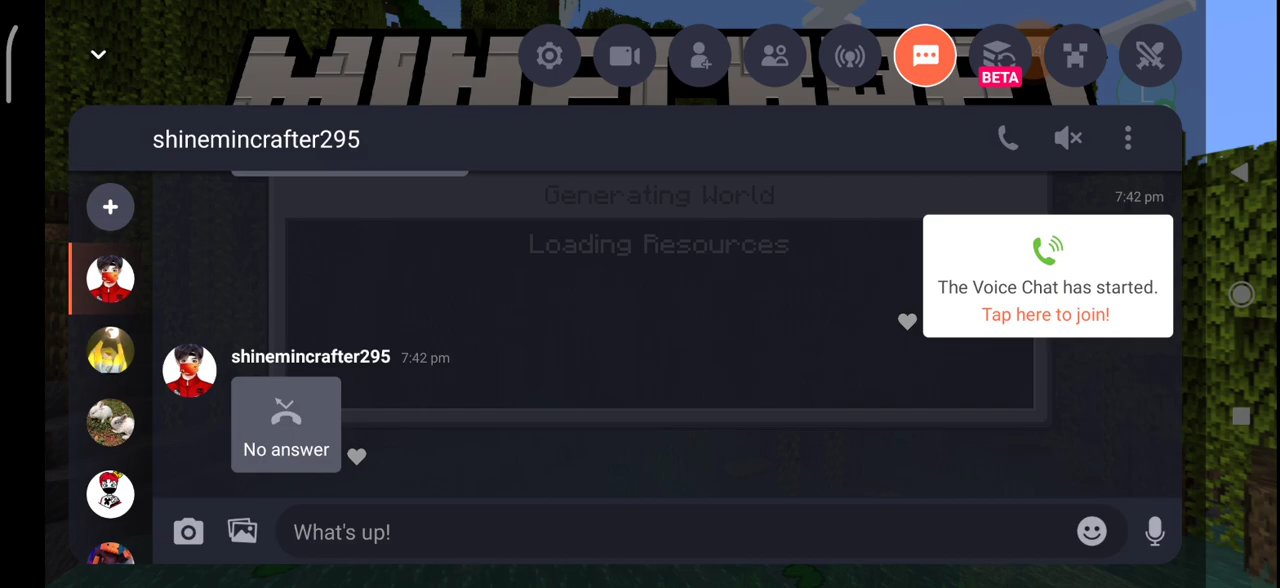 MINECRAFT
BETA
shinemincrafter295
Generating World
7:42 pm
Loading Resources
The Voice Chat has started.
Tap here to join!
shinemincrafter295 7:42 pm
No answer
What's up!